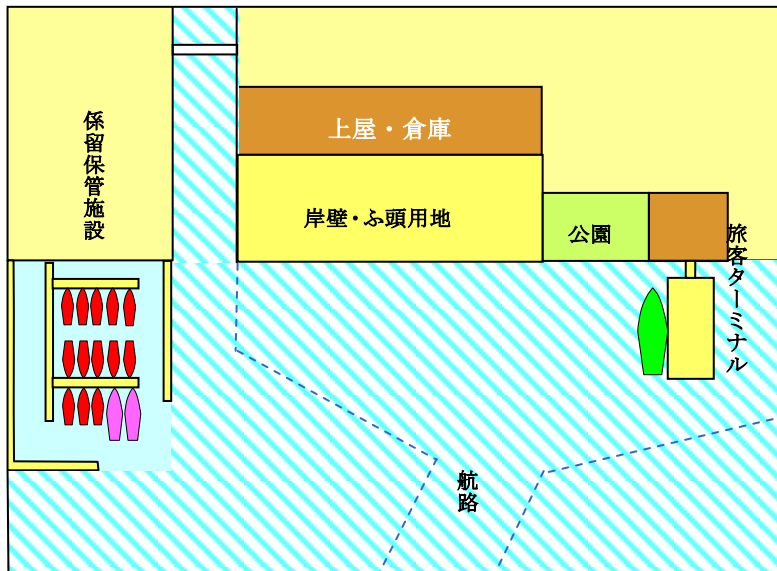 係留保管施設
上屋・倉庫
岸壁・ふ頭用地
公園
旅客ターミナル
航路